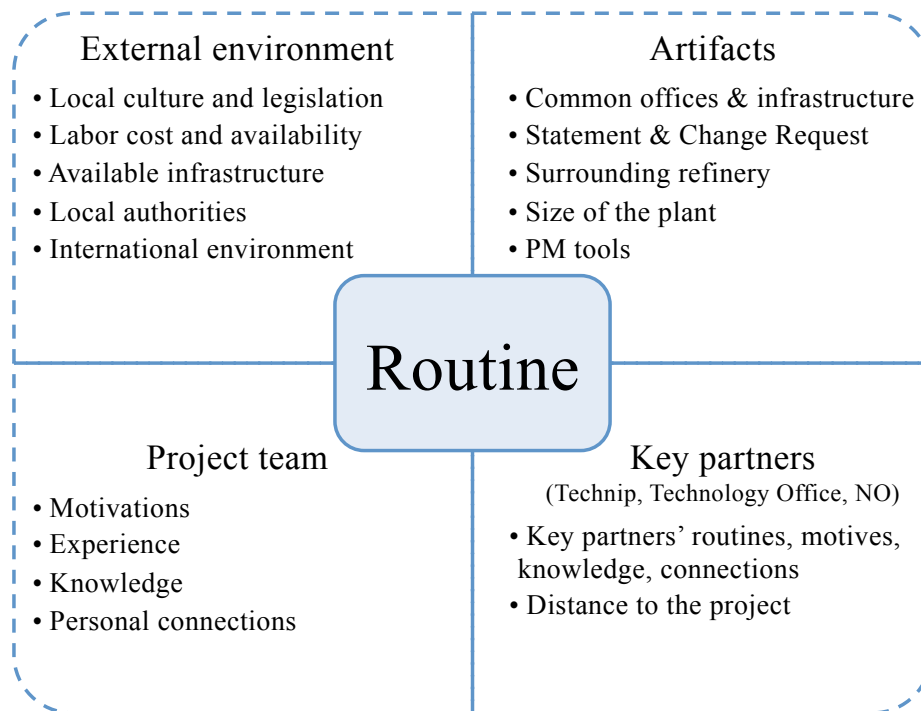 External environment
• Local culture and legislation
• Labor cost and availability
• Available infrastructure
• Local authorities
• International environment
Artifacts
• Common offices & infrastructure
• Statement & Change Request
• Surrounding refinery
• Size of the plant
• PM tools
Routine
Project team
• Motivations
• Experience
• Knowledge
• Personal connections
Key partners
(Technip, Technology Office, NO)
• Key partners’ routines, motives,
knowledge, connections
• Distance to the project